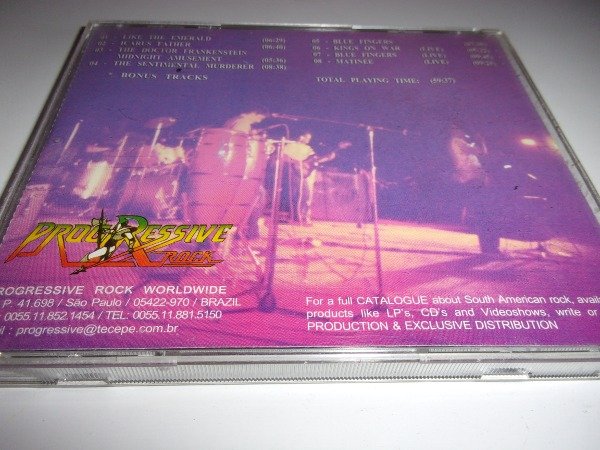 01 - LIKE THE EMERALD (06:29)
02 - ICARUS FATHER (06:40)
03 - THE DOCTOR FRANKENSTEIN
MIDNIGHT AMUSEMENT (05:36)
04 - THE SENTIMENTAL MURDERER (08:38)
BONUS TRACKS
05 - BLUE FINGERS
06 - KINGS ON WAR (LIVE)
07 - BLUE FINGERS (LIVE)
08 - MATINEE (LIVE)
TOTAL PLAYING TIME: (59:37)
PROGRESSIVE
ROCK
PROGRESSIVE ROCK WORLDWIDE
P. 41.698 / São Paulo / 05422-970 / BRAZIL
0055.11.852.1454 / TEL: 0055.11.881.5150
: progressive@tecepe.com.br
For a full CATALOGUE about South American rock,
products like LP's, CD's and Videoshows, write or
PRODUCTION & EXCLUSIVE DISTRIBUTION